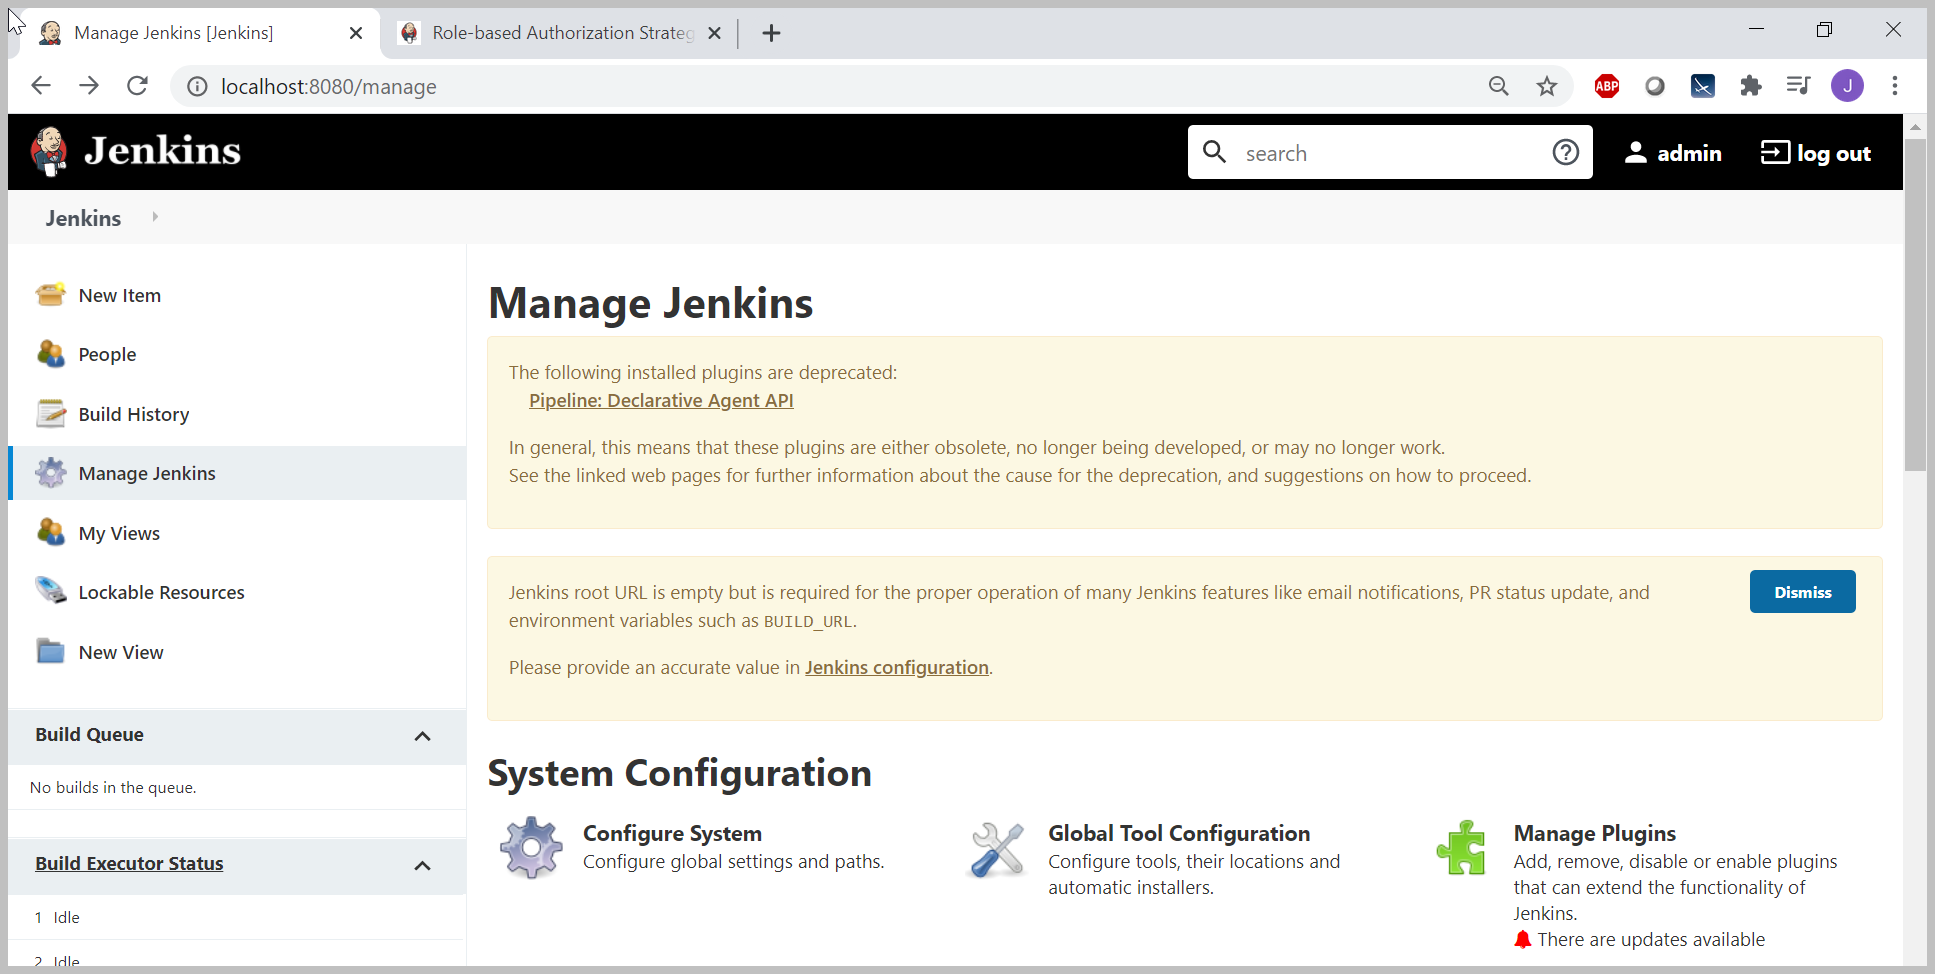 Manage Jenkins [Jenkins]
Role-based Authorization Strateg
localhost:8080/manage
ABP
J
Jenkins
search
admin
log out
Jenkins
New Item
People
Build History
Manage Jenkins
My Views
Lockable Resources
New View
Build Queue
No builds in the queue.
Build Executor Status
1 Idle
2 Idle
Manage Jenkins
The following installed plugins are deprecated:
Pipeline: Declarative Agent API
In general, this means that these plugins are either obsolete, no longer being developed, or may no longer work.
See the linked web pages for further information about the cause for the deprecation, and suggestions on how to proceed.
Jenkins root URL is empty but is required for the proper operation of many Jenkins features like email notifications, PR status update, and
environment variables such as BUILD_URL.
Dismiss
Please provide an accurate value in Jenkins configuration.
System Configuration
Configure System
Configure global settings and paths.
Global Tool Configuration
Configure tools, their locations and
automatic installers.
Manage Plugins
Add, remove, disable or enable plugins
that can extend the functionality of
Jenkins.
There are updates available